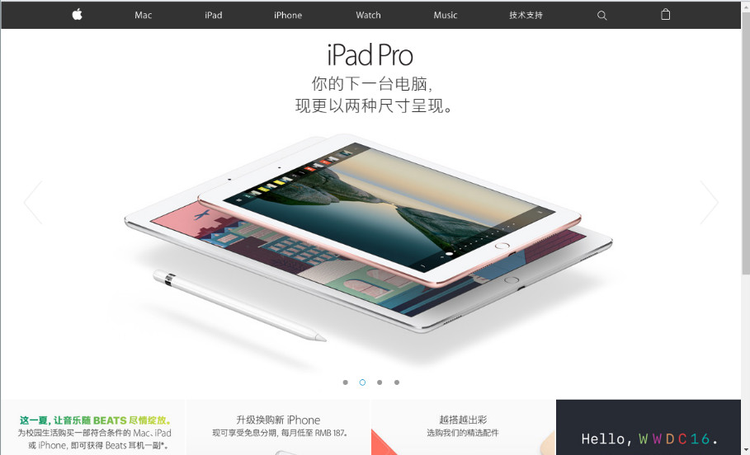 Mac iPad iPhone Watch Music 技术支持
iPad Pro
你的下一台电脑,
现更以两种尺寸呈现。
这一夏, 让音乐随 BEATS 尽情绽放。
为校园生活购买一部符合条件的 Mac、iPad
或 iPhone, 即可获得 Beats 耳机一副*。
升级换购新 iPhone
现可享受免息分期, 每月低至 RMB 187。
越搭越出彩
选购我们的精选配件
Hello, WWDC16.